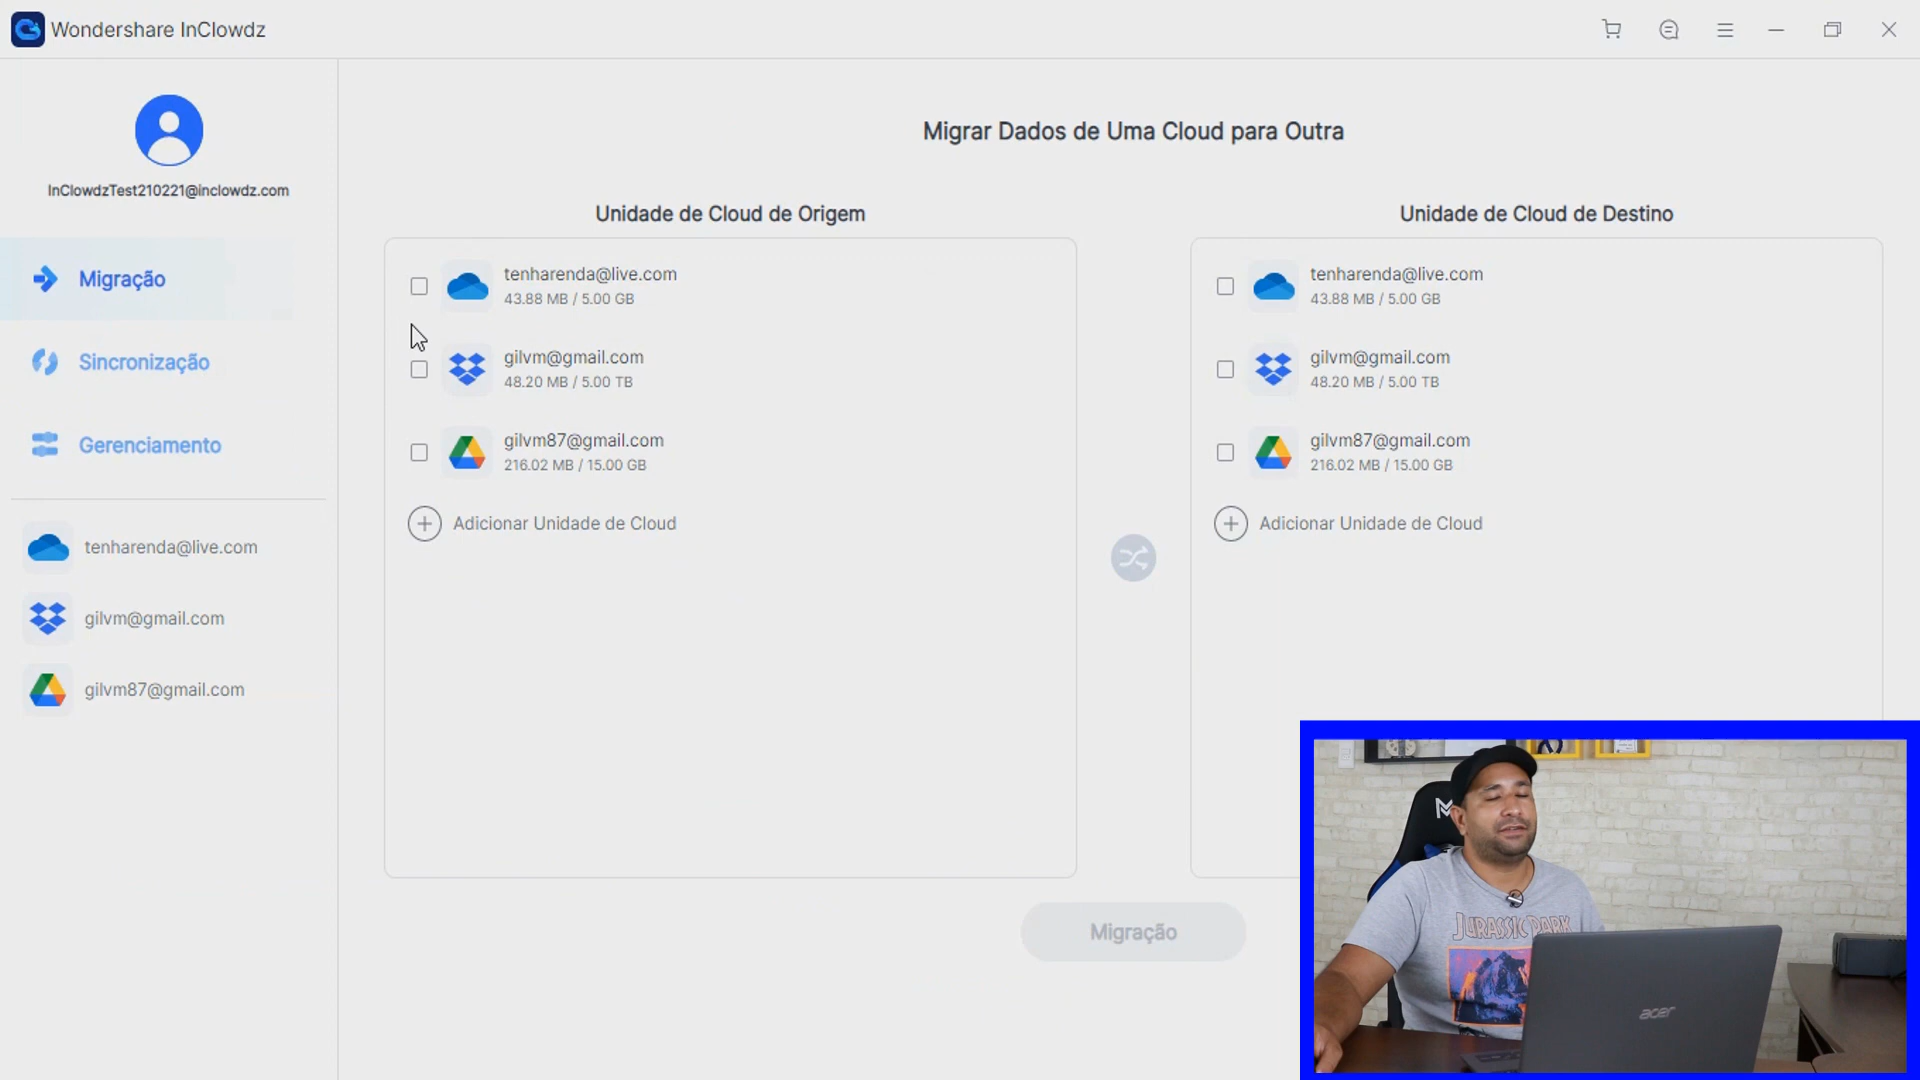 Wondershare InClowdz
InClowdzTest210221@inclowdz.com
Migração
Sincronização
Gerenciamento
tenharenda@live.com
gilvm@gmail.com
gilvm87@gmail.com
Migrar Dados de Uma Cloud para Outra
Unidade de Cloud de Origem
tenharenda@live.com
43.88 MB / 5.00 GB
gilvm@gmail.com
48.20 MB / 5.00 TB
gilvm87@gmail.com
216.02 MB / 15.00 GB
Adicionar Unidade de Cloud
Unidade de Cloud de Destino
tenharenda@live.com
43.88 MB / 5.00 GB
gilvm@gmail.com
48.20 MB / 5.00 TB
gilvm87@gmail.com
216.02 MB / 15.00 GB
Adicionar Unidade de Cloud
Migração
JURASSIC PARK
acer